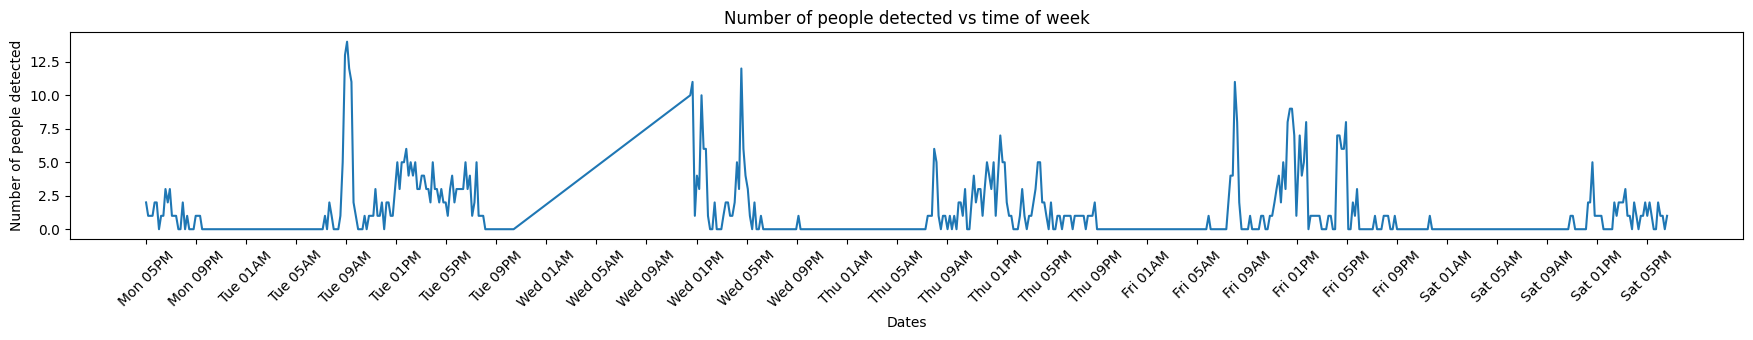 Number of people detected vs time of week
Number of people detected
12.5
10.0
7.5
5.0
2.5
0.0
Mon 05PM
Mon 09PM
Tue 01AM
Tue 05AM
Tue 09AM
Tue 01PM
Tue 05PM
Tue 09PM
Wed 01AM
Wed 05AM
Wed 09AM
Wed 01PM
Wed 05PM
Wed 09PM
Thu 01AM
Thu 05AM
Thu 09AM
Thu 01PM
Thu 05PM
Thu 09PM
Fri 01AM
Fri 05AM
Fri 09AM
Fri 01PM
Fri 05PM
Fri 09PM
Sat 01AM
Sat 05AM
Sat 09AM
Sat 01PM
Sat 05PM
Dates